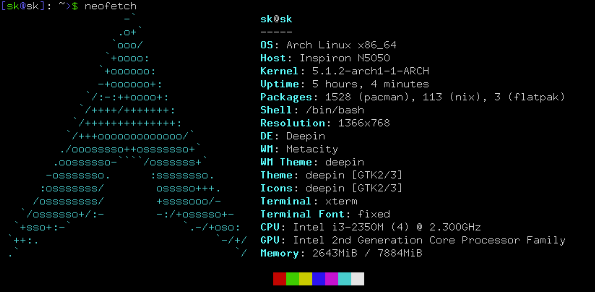 [sk@sk]: ~>$ neofetch
sk@sk
-----
OS: Arch Linux x86_64
Host: Inspiron N5050
Kernel: 5.1.2-arch1-1-ARCH
Uptime: 5 hours, 4 minutes
Packages: 1528 (pacman), 113 (nix), 3 (flatpak)
Shell: /bin/bash
Resolution: 1366x768
DE: Deepin
WM: Metacity
WM Theme: deepin
Theme: deepin [GTK2/3]
Icons: deepin [GTK2/3]
Terminal: xterm
Terminal Font: fixed
CPU: Intel i3-2350M (4) @ 2.300GHz
GPU: Intel 2nd Generation Core Processor Family
Memory: 2643MiB / 7884MiB